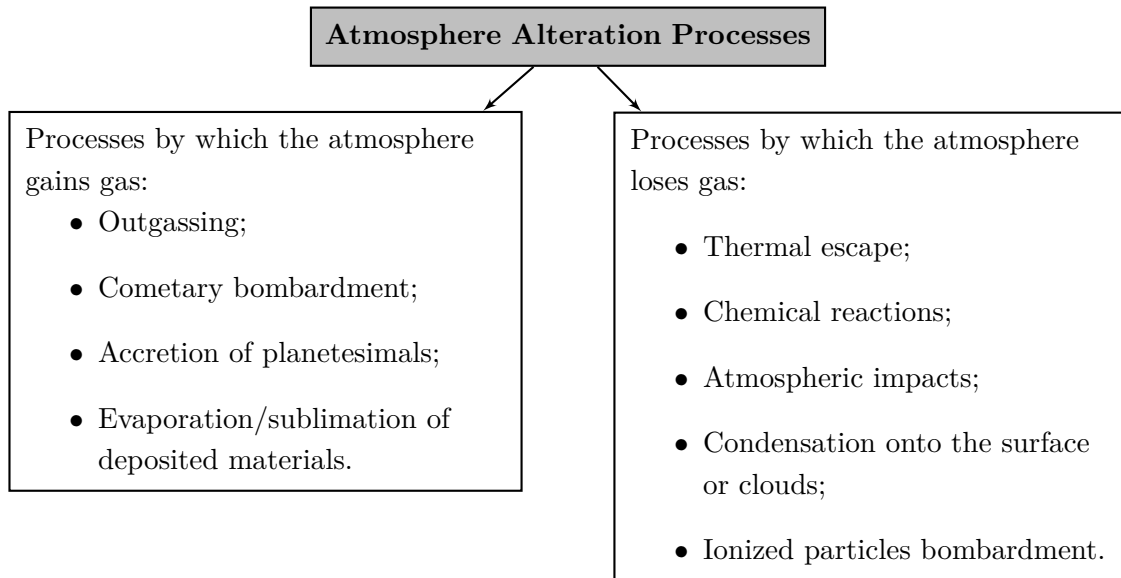 Atmosphere Alteration Processes
Processes by which the atmosphere
gains gas:
• Outgassing;
• Cometary bombardment;
• Accretion of planetesimals;
• Evaporation/sublimation of
deposited materials.
Processes by which the atmosphere
loses gas:
• Thermal escape;
• Chemical reactions;
• Atmospheric impacts;
• Condensation onto the surface
or clouds;
• Ionized particles bombardment.